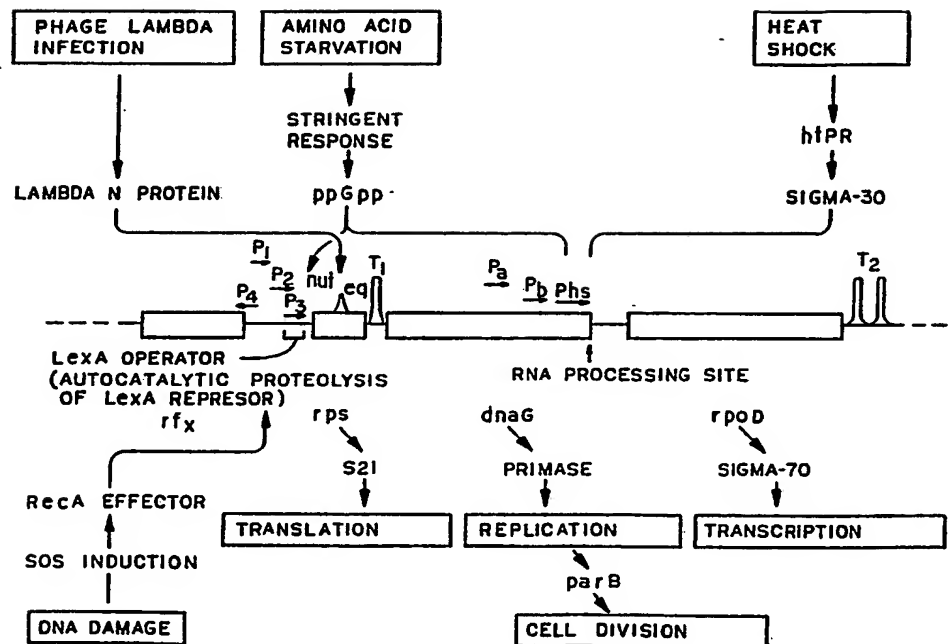 PHAGE LAMBDA
INFECTION
AMINO ACID
STARVATION
HEAT
SHOCK
STRINGENT
RESPONSE
htPR
LAMBDA N PROTEIN
ppGpp
SIGMA-30
P1
P2
P3
P4
nut
eq
T1
Pa
Pb
Phs
T2
LexA OPERATOR
(AUTOCATALYTIC PROTEOLYSIS
OF LexA REPRESOR)
RNA PROCESSING SITE
rfx
rps
dnaG
rpoD
S21
PRIMASE
SIGMA-70
RecA EFFECTOR
TRANSLATION
REPLICATION
TRANSCRIPTION
SOS INDUCTION
parB
DNA DAMAGE
CELL DIVISION